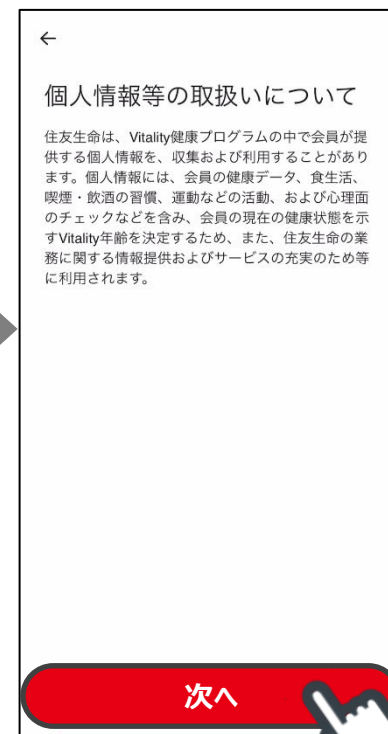 個人情報等の取扱いについて
住友生命は、Vitality健康プログラムの中で会員が提
供する個人情報を、収集および利用することがあり
ます。個人情報には、会員の健康データ、食生活、
喫煙・飲酒の習慣、運動などの活動、および心理面
のチェックなどを含み、会員の現在の健康状態を示
すVitality年齢を決定するため、また、住友生命の業
務に関する情報提供およびサービスの充実のため等
に利用されます。
次へ